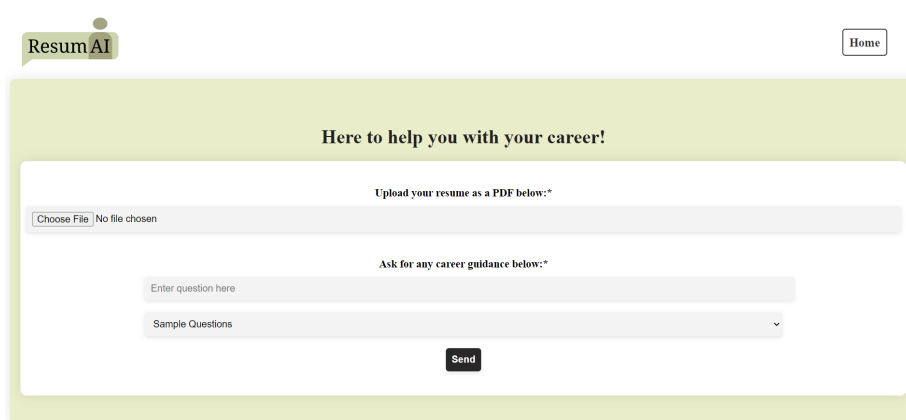 ResumAI
Home
Here to help you with your career!
Upload your resume as a PDF below:*
Choose File No file chosen
Ask for any career guidance below:*
Enter question here
Sample Questions
Send